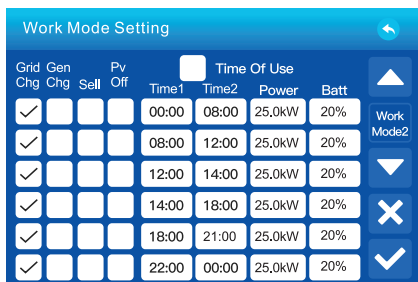 Work Mode Setting
Grid Gen Pv Time Of Use
Chg Chg Sell Off Time1 Time2 Power Batt
00:00 08:00 25.0kW 20%
Work
Mode2
08:00 12:00 25.0kW 20%
12:00 14:00 25.0kW 20%
14:00 18:00 25.0kW 20%
18:00 21:00 25.0kW 20%
22:00 00:00 25.0kW 20%